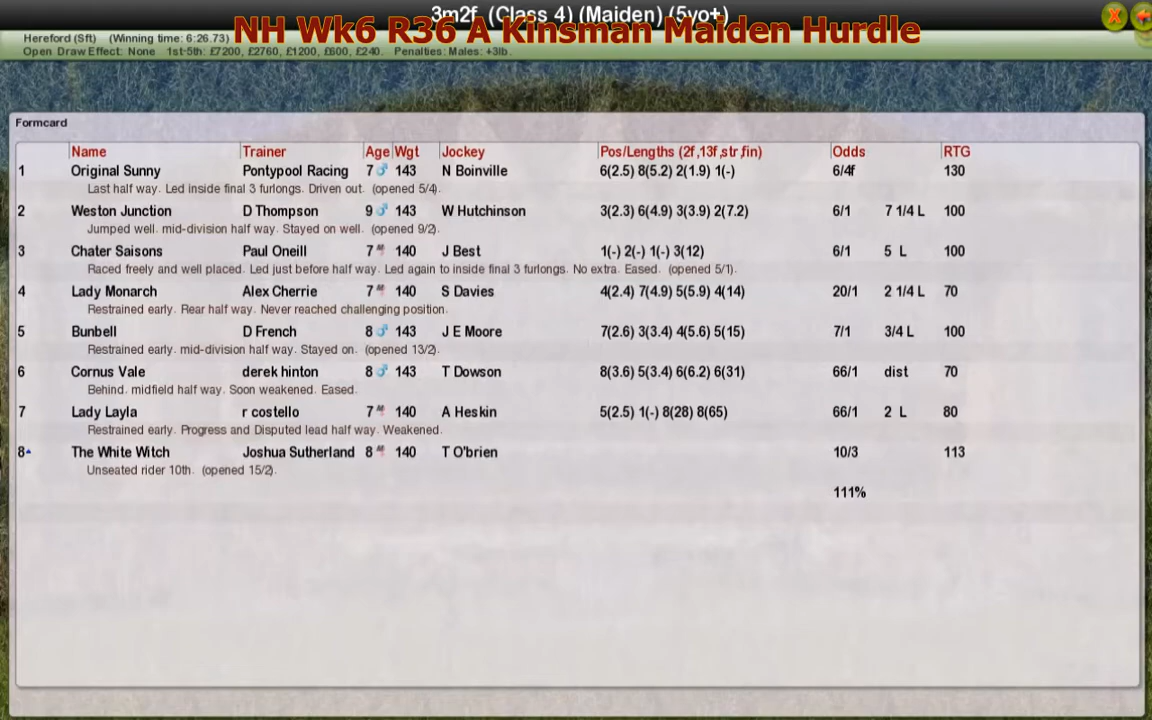 3m2f, (Class 4) (Maiden) (5yo+)
NH Wk6 R36 A Kinsman Maiden Hurdle
Hereford (Sft) (Winning time: 6:26.73)
Open Draw Effect: None 1st-5th: £7200, £2760, £1200, £600, £240. Penalties: Males: +3lb.
Formcard
Name Trainer Age Wgt Jockey Pos/Lengths (2f,13f,str,fin) Odds RTG
1 Original Sunny Pontypool Racing 7 143 N Boinville 6(2.5) 8(5.2) 2(1.9) 1(-) 6/4f 130
Last half way. Led inside final 3 furlongs. Driven out. (opened 5/4).
2 Weston Junction D Thompson 9 143 W Hutchinson 3(2.3) 6(4.9) 3(3.9) 2(7.2) 6/1 7 1/4 L 100
Jumped well. mid-division half way. Stayed on well. (opened 9/2).
3 Chater Saisons Paul Oneill 7 140 J Best 1(-) 2(-) 1(-) 3(12) 6/1 5 L 100
Raced freely and well placed. Led just before half way. Led again to inside final 3 furlongs. No extra. Eased. (opened 5/1).
4 Lady Monarch Alex Cherrie 7 140 S Davies 4(2.4) 7(4.9) 5(5.9) 4(14) 20/1 2 1/4 L 70
Restrained early. Rear half way. Never reached challenging position.
5 Bunbell D French 8 143 J E Moore 7(2.6) 3(3.4) 4(5.6) 5(15) 7/1 3/4 L 100
Restrained early. mid-division half way. Stayed on. (opened 13/2).
6 Cornus Vale derek hinton 8 143 T Dowson 8(3.6) 5(3.4) 6(6.2) 6(31) 66/1 dist 70
Behind. midfield half way. Soon weakened. Eased.
7 Lady Layla r costello 7 140 A Heskin 5(2.5) 1(-) 8(28) 8(65) 66/1 2 L 80
Restrained early. Progress and Disputed lead half way. Weakened.
8 The White Witch Joshua Sutherland 8 140 T O'brien 10/3 113
Unseated rider 10th. (opened 15/2).
111%